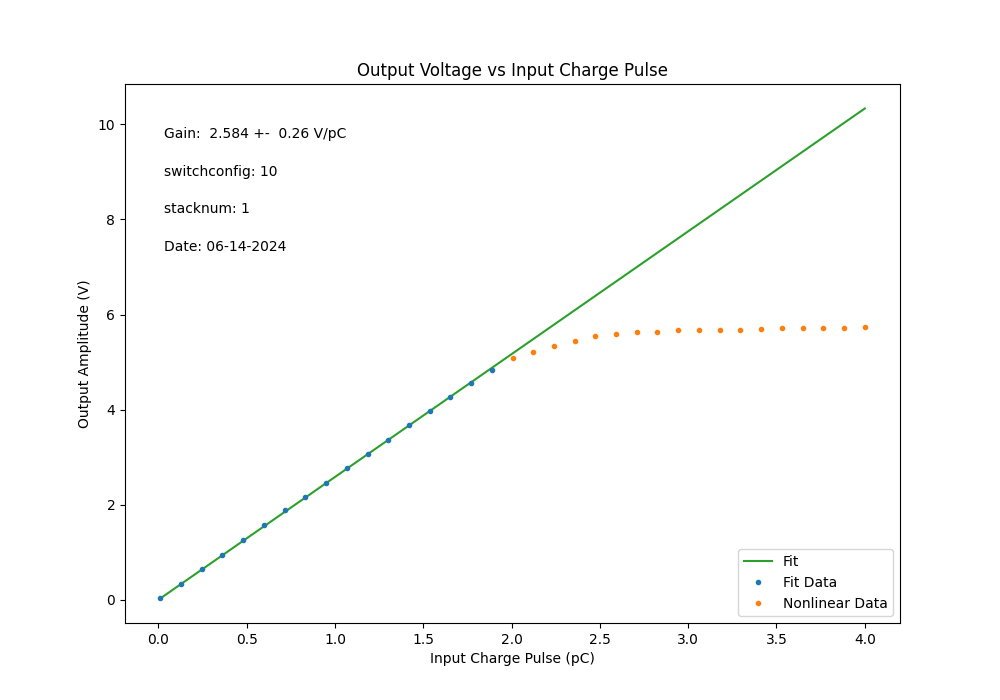 Output Voltage vs Input Charge Pulse
Gain:  2.584 +-  0.26 V/pC
switchconfig: 10
stacknum: 1
Date: 06-14-2024
Output Amplitude (V)
10
8
6
4
2
0
Fit
Fit Data
Nonlinear Data
0.0 0.5 1.0 1.5 2.0 2.5 3.0 3.5 4.0
Input Charge Pulse (pC)